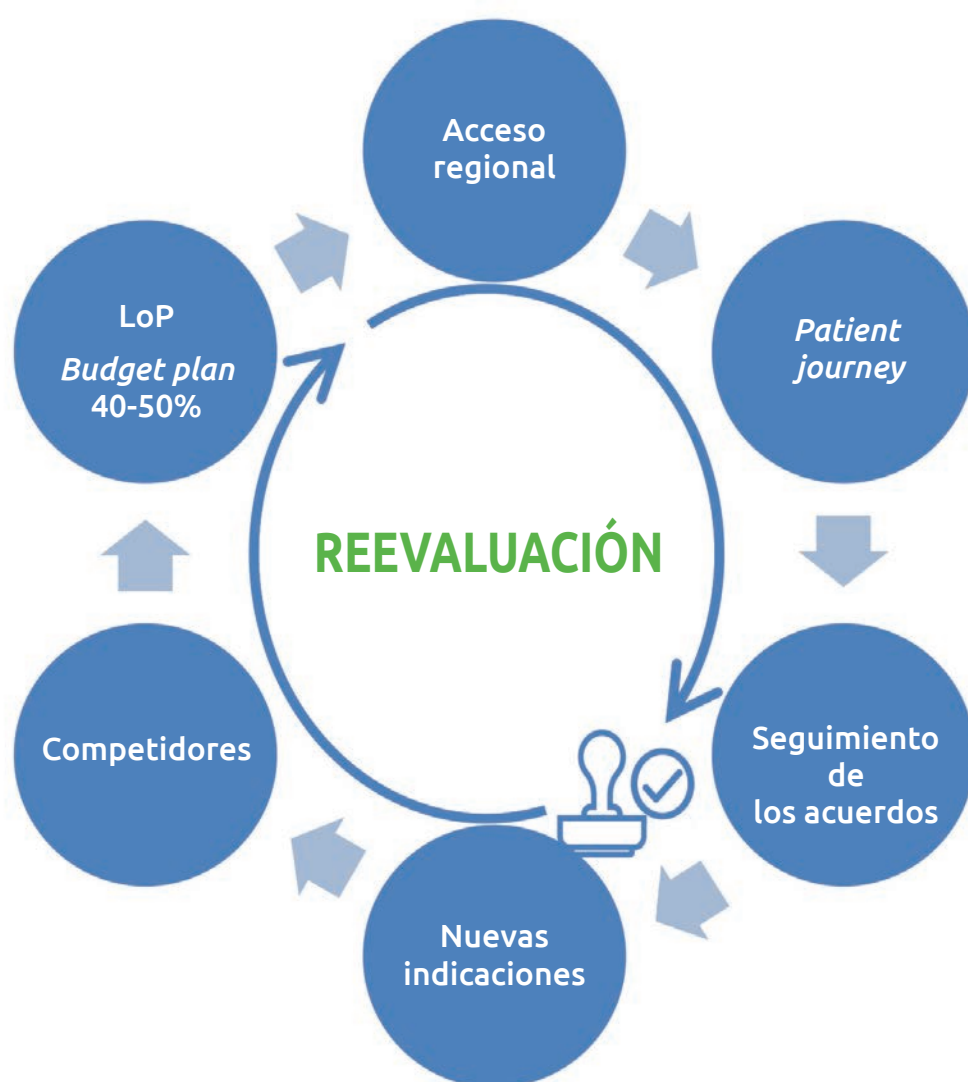 Acceso
regional
Patient
journey
Seguimiento
de
los acuerdos
Nuevas
indicaciones
Competidores
LoP
Budget plan
40-50%
REEVALUACIÓN